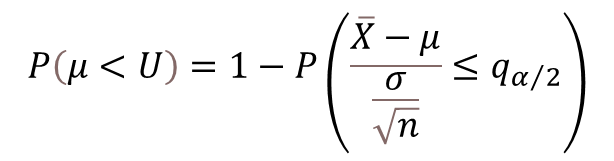 P(μ < U) = 1 − P((X̄ − μ)/(σ/√n) ≤ q_{α/2})